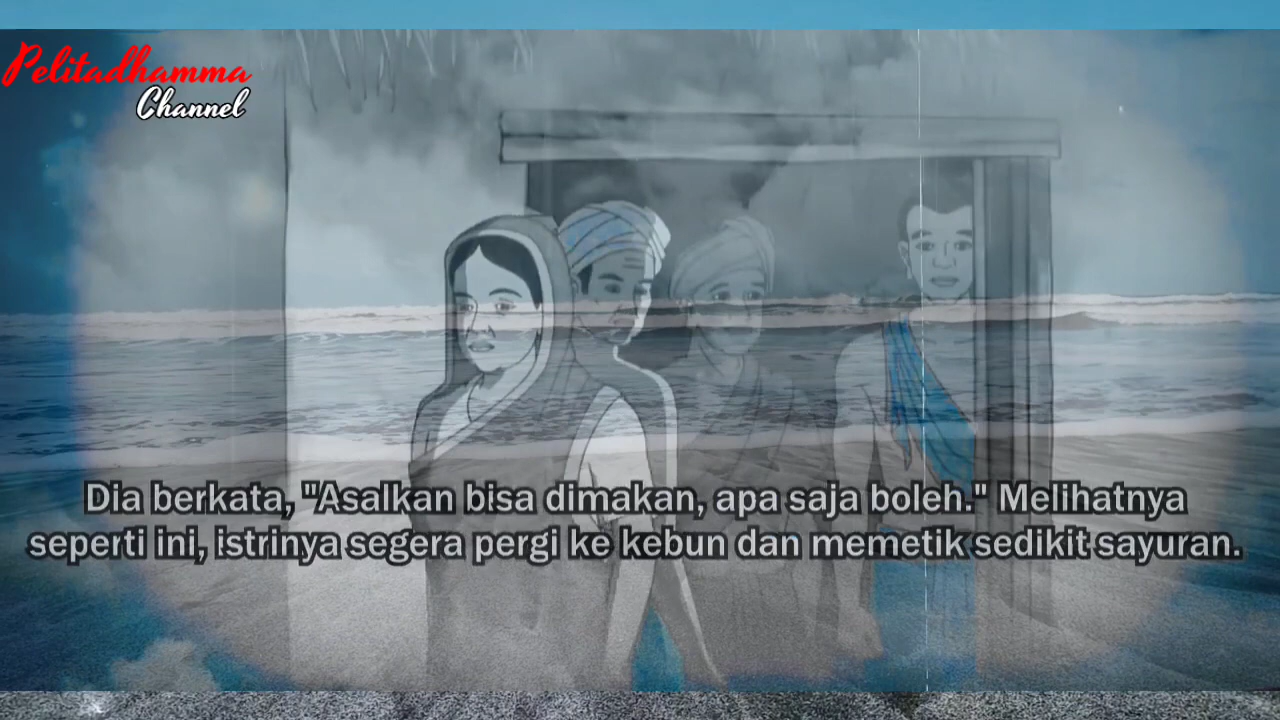 Pelitadhamma
Channel
Dia berkata, "Asalkan bisa dimakan, apa saja boleh." Melihatnya
seperti ini, istrinya segera pergi ke kebun dan memetik sedikit sayuran.